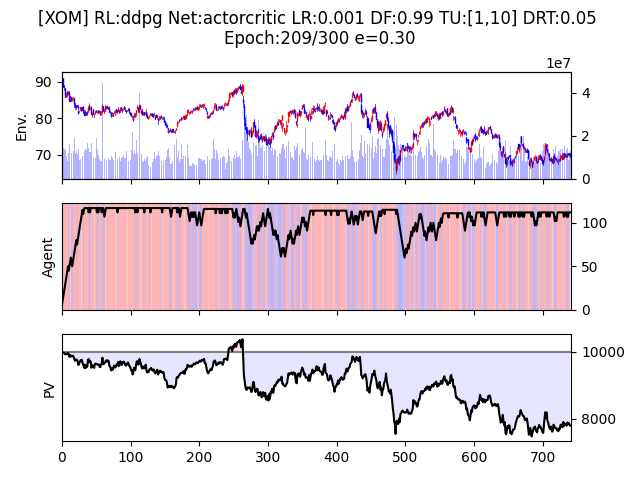 [XOM] RL:ddpg Net:actorcritic LR:0.001 DF:0.99 TU:[1,10] DRT:0.05
Epoch:209/300 e=0.30
1e7
Env.
90
80
70
4
2
0
Agent
100
50
0
PV
10000
8000
0 100 200 300 400 500 600 700